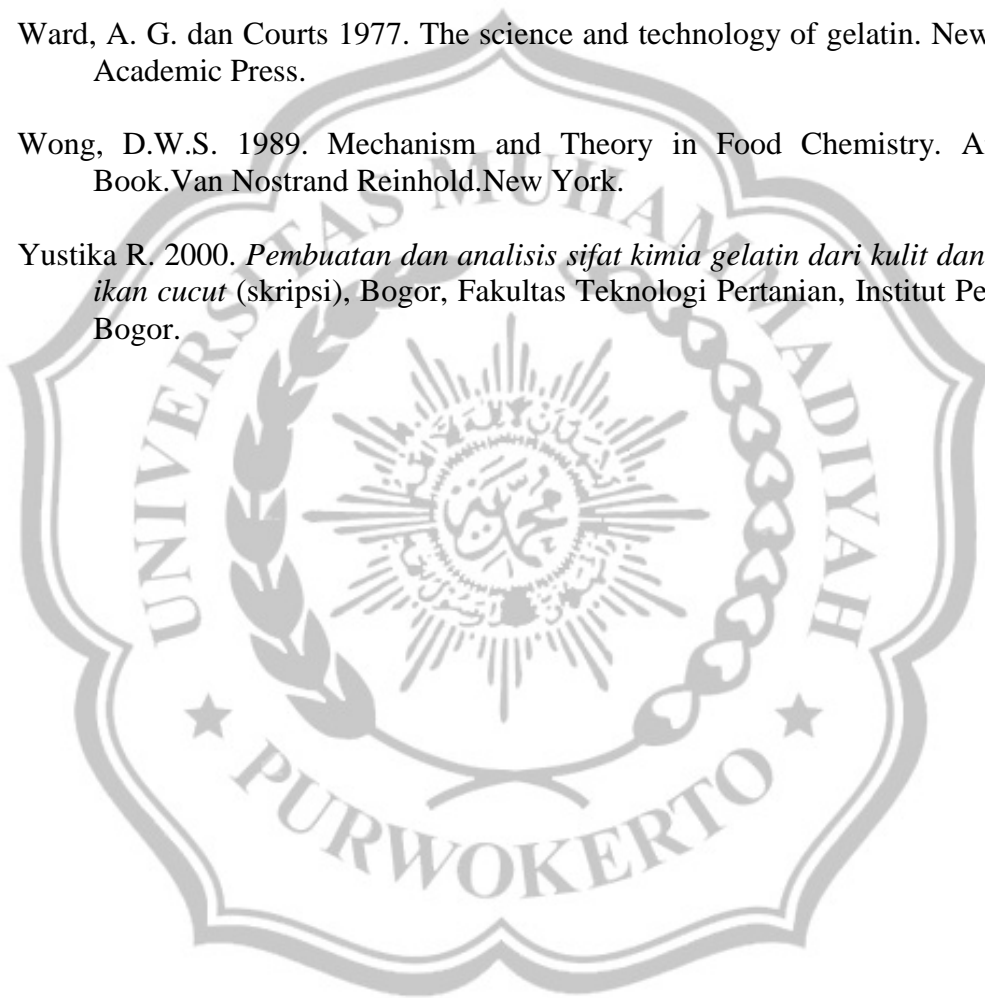 Ward, A. G. dan Courts 1977. The science and technology of gelatin. New
Academic Press.
Wong, D.W.S. 1989. Mechanism and Theory in Food Chemistry. A
Book.Van Nostrand Reinhold.New York.
Yustika R. 2000. Pembuatan dan analisis sifat kimia gelatin dari kulit dan
ikan cucut (skripsi), Bogor, Fakultas Teknologi Pertanian, Institut Pe
Bogor.
UNIVERSITAS MUHAMMADIYAH
PURWOKERTO